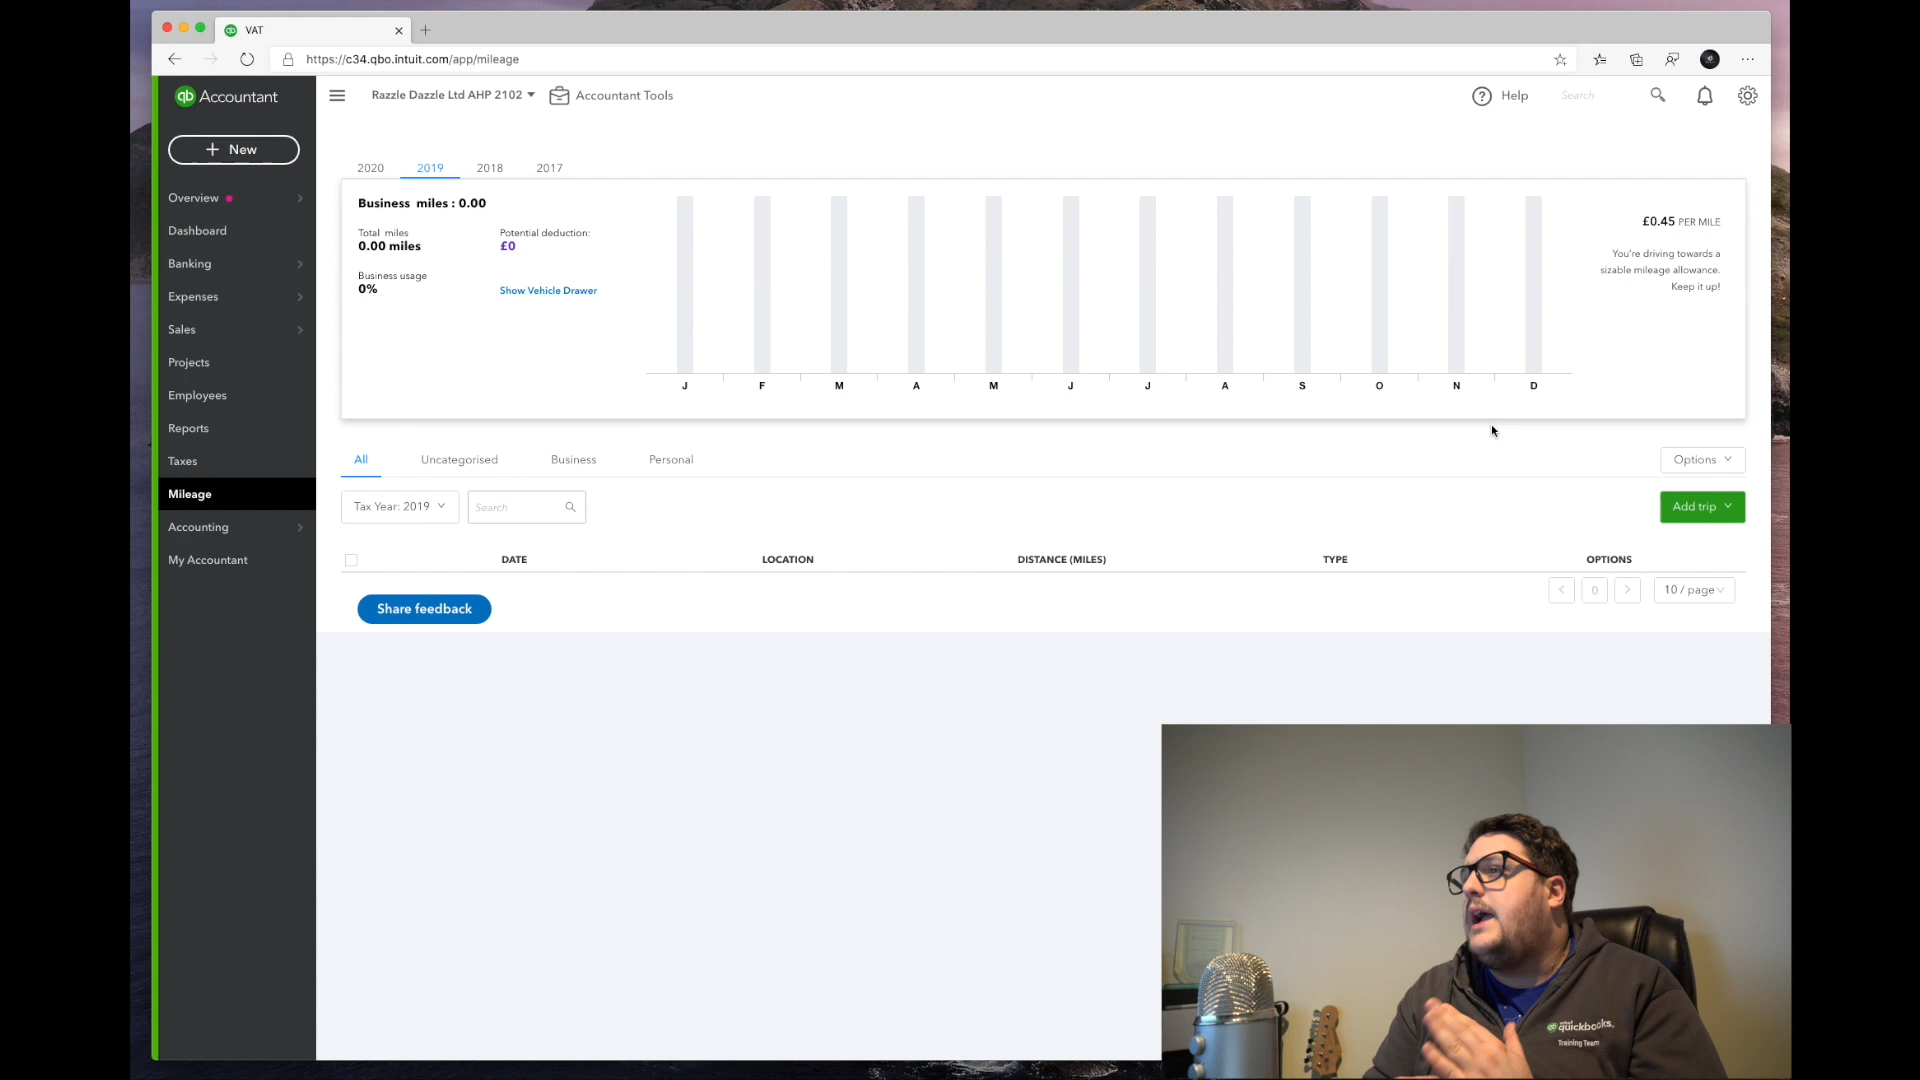 VAT
https://c34.qbo.intuit.com/app/mileage
qb Accountant
Razzle Dazzle Ltd AHP 2102
Accountant Tools
Help
Search
+ New
Overview
Dashboard
Banking
Expenses
Sales
Projects
Employees
Reports
Taxes
Mileage
Accounting
My Accountant
2020 2019 2018 2017
Business miles : 0.00
Total miles
0.00 miles
Potential deduction:
£0
Business usage
0%
Show Vehicle Drawer
J F M A M J J A S O N D
£0.45 PER MILE
You're driving towards a
sizable mileage allowance.
Keep it up!
All Uncategorised Business Personal
Options
Tax Year: 2019
Search
Add trip
DATE LOCATION DISTANCE (MILES) TYPE OPTIONS
< 0 > 10 / page
Share feedback
quickbooks.
Training Team